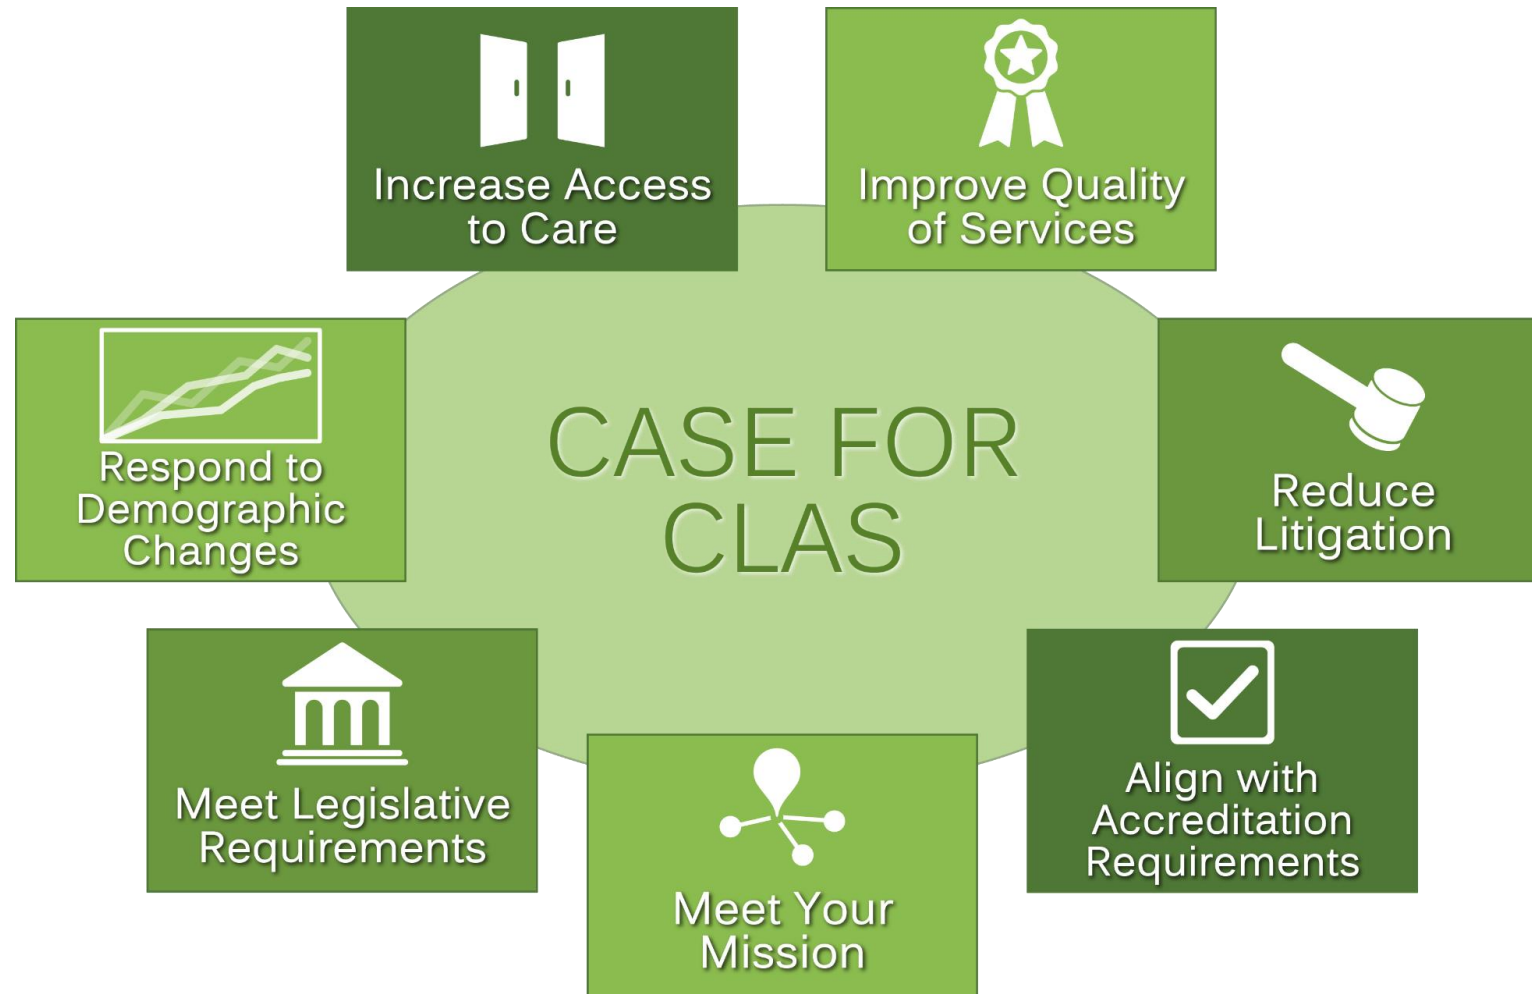 Increase Access
to Care
Improve Quality
of Services
Respond to
Demographic
Changes
CASE FOR
CLAS
Reduce
Litigation
Meet Legislative
Requirements
Meet Your
Mission
Align with
Accreditation
Requirements